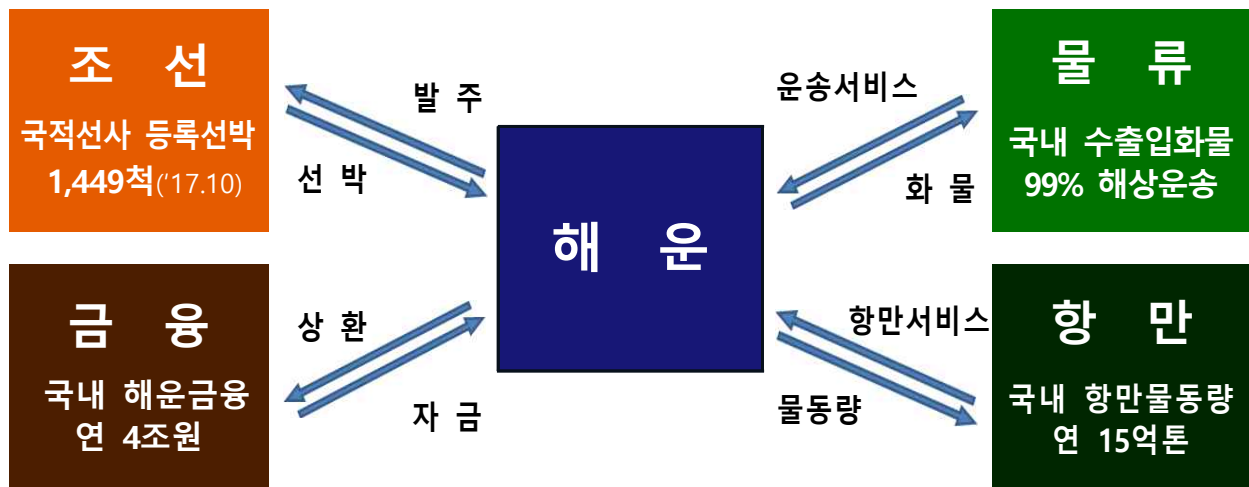 조 선
국적선사 등록선박
1,449척('17.10)
발 주
선 박
운송서비스
화 물
물 류
국내 수출입화물
99% 해상운송
해 운
금 융
국내 해운금융
연 4조원
상 환
자 금
항만서비스
물동량
항 만
국내 항만물동량
연 15억톤